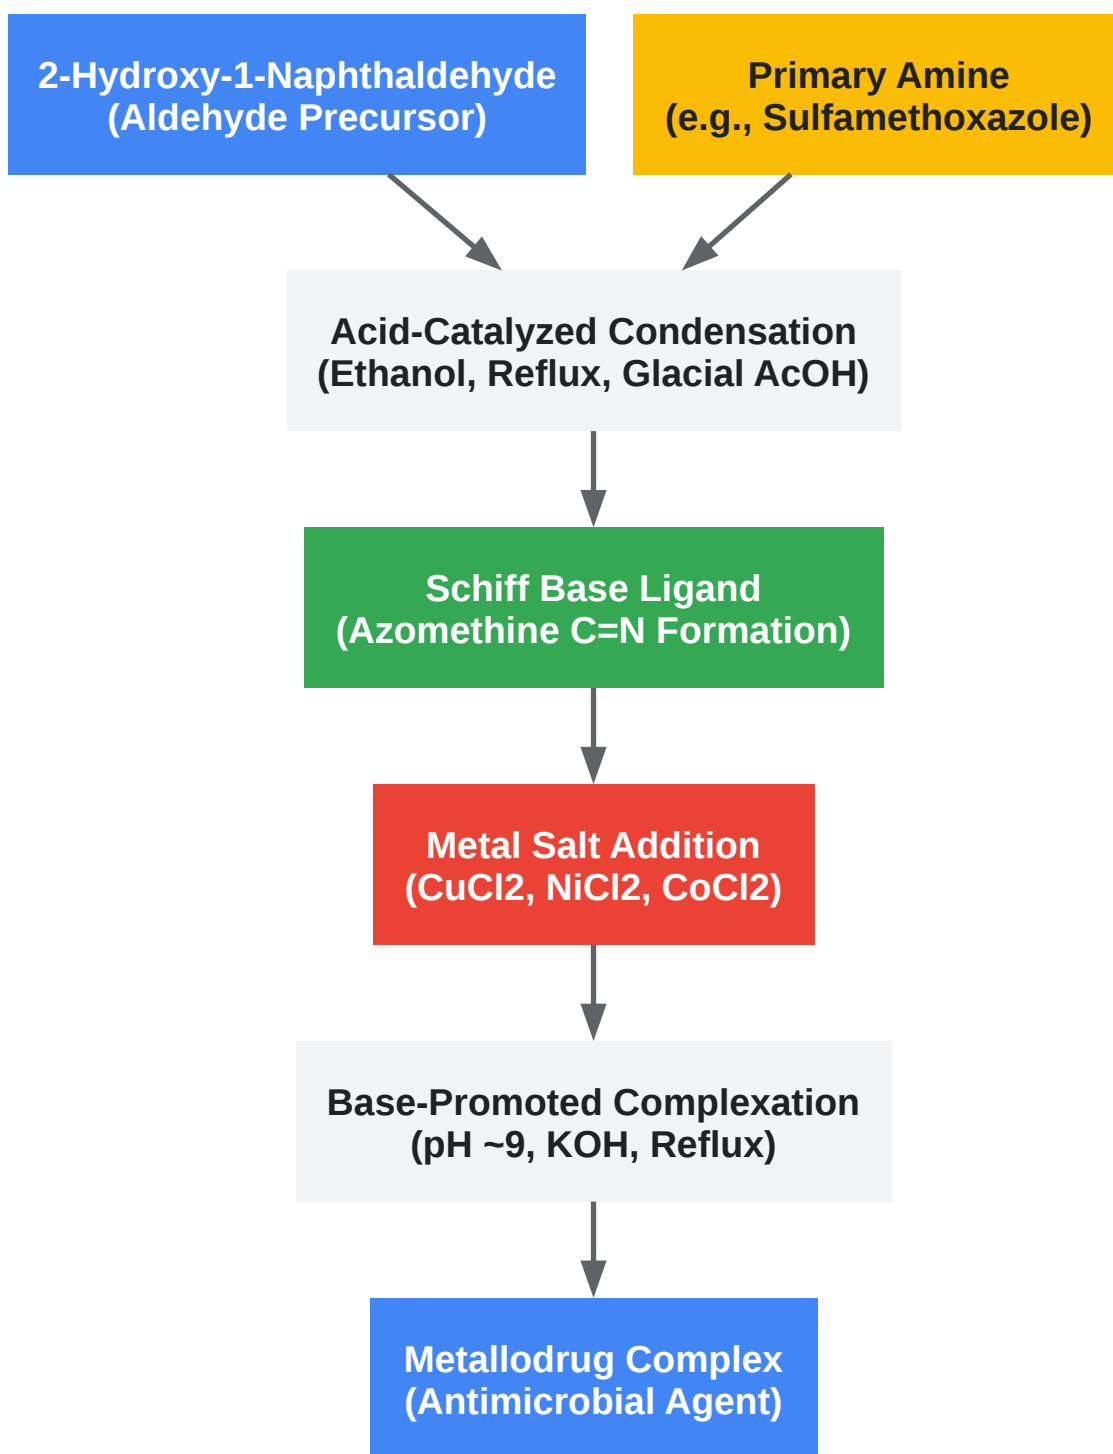 2-Hydroxy-1-Naphthaldehyde
(Aldehyde Precursor)
Primary Amine
(e.g., Sulfamethoxazole)
Acid-Catalyzed Condensation
(Ethanol, Reflux, Glacial AcOH)
Schiff Base Ligand
(Azomethine C=N Formation)
Metal Salt Addition
(CuCl2, NiCl2, CoCl2)
Base-Promoted Complexation
(pH ~9, KOH, Reflux)
Metallodrug Complex
(Antimicrobial Agent)